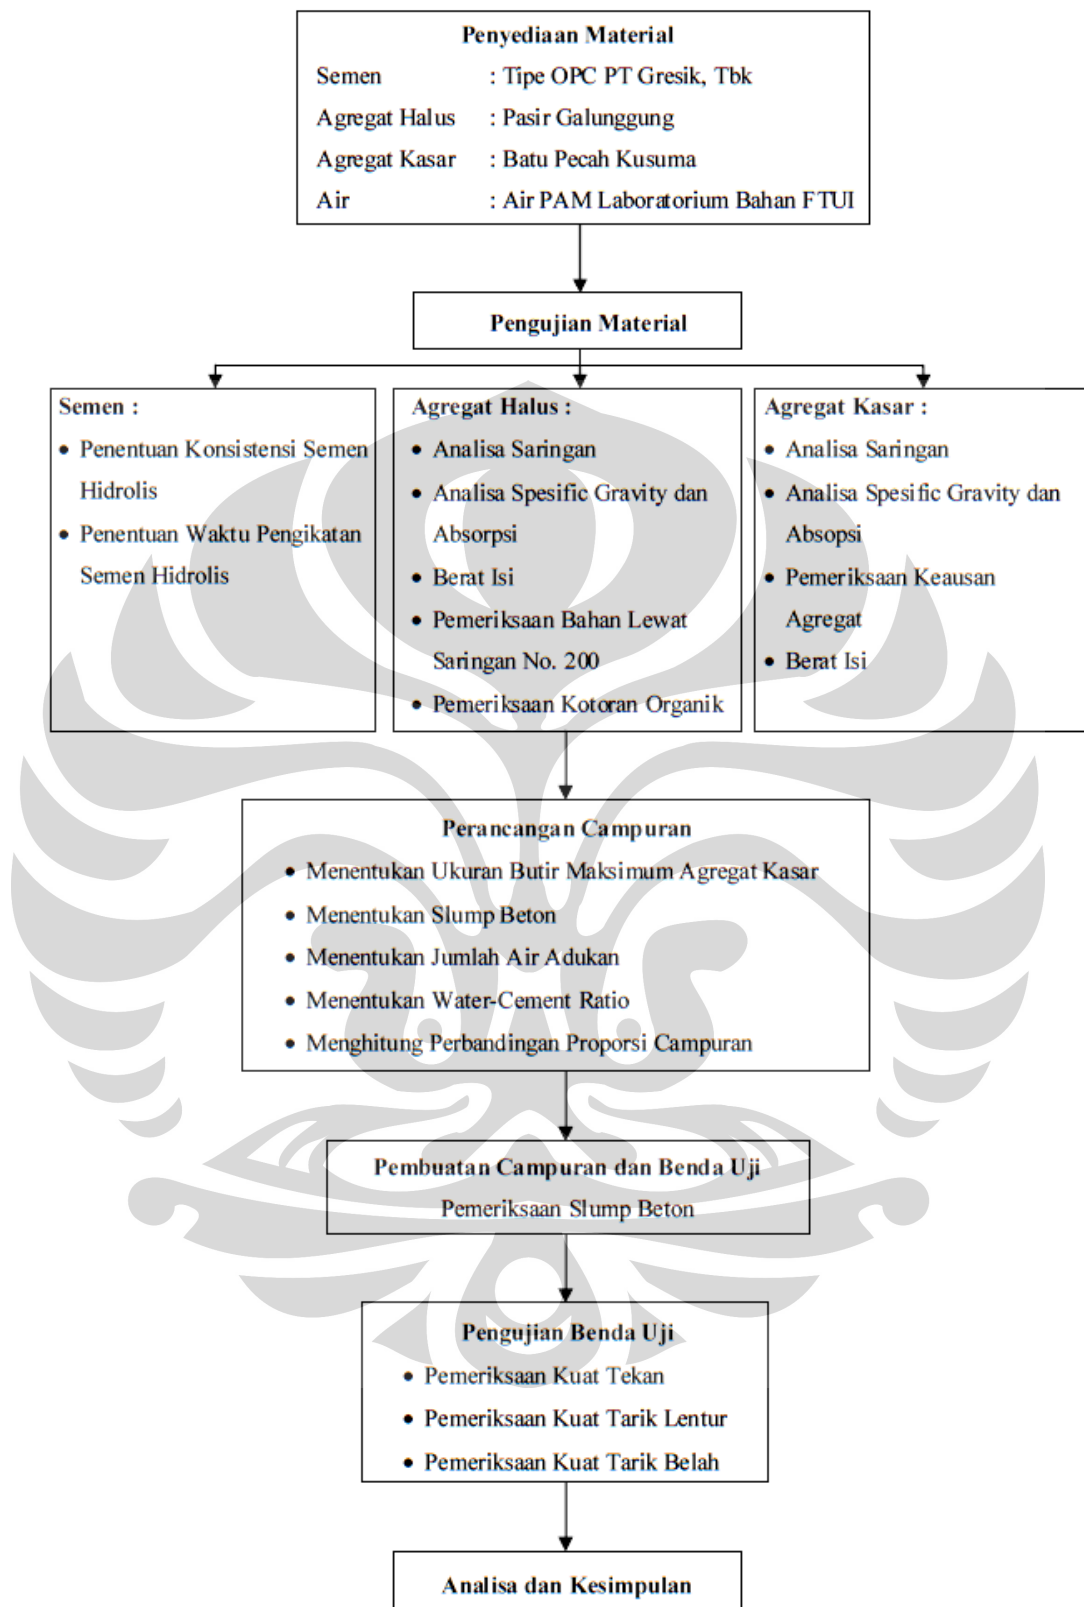 Penyediaan Material
Semen : Tipe OPC PT Gresik, Tbk
Agregat Halus : Pasir Galunggung
Agregat Kasar : Batu Pecah Kusuma
Air : Air PAM Laboratorium Bahan FTUI
Pengujian Material
Semen :
• Penentuan Konsistensi Semen
Hidrolis
• Penentuan Waktu Pengikatan
Semen Hidrolis
Agregat Halus :
• Analisa Saringan
• Analisa Spesific Gravity dan
Absorpsi
• Berat Isi
• Pemeriksaan Bahan Lewat
Saringan No. 200
• Pemeriksaan Kotoran Organik
Agregat Kasar :
• Analisa Saringan
• Analisa Spesific Gravity dan
Absopsi
• Pemeriksaan Keausan
Agregat
• Berat Isi
Perancangan Campuran
• Menentukan Ukuran Butir Maksimum Agregat Kasar
• Menentukan Slump Beton
• Menentukan Jumlah Air Adukan
• Menentukan Water-Cement Ratio
• Menghitung Perbandingan Proporsi Campuran
Pembuatan Campuran dan Benda Uji
Pemeriksaan Slump Beton
Pengujian Benda Uji
• Pemeriksaan Kuat Tekan
• Pemeriksaan Kuat Tarik Lentur
• Pemeriksaan Kuat Tarik Belah
Analisa dan Kesimpulan